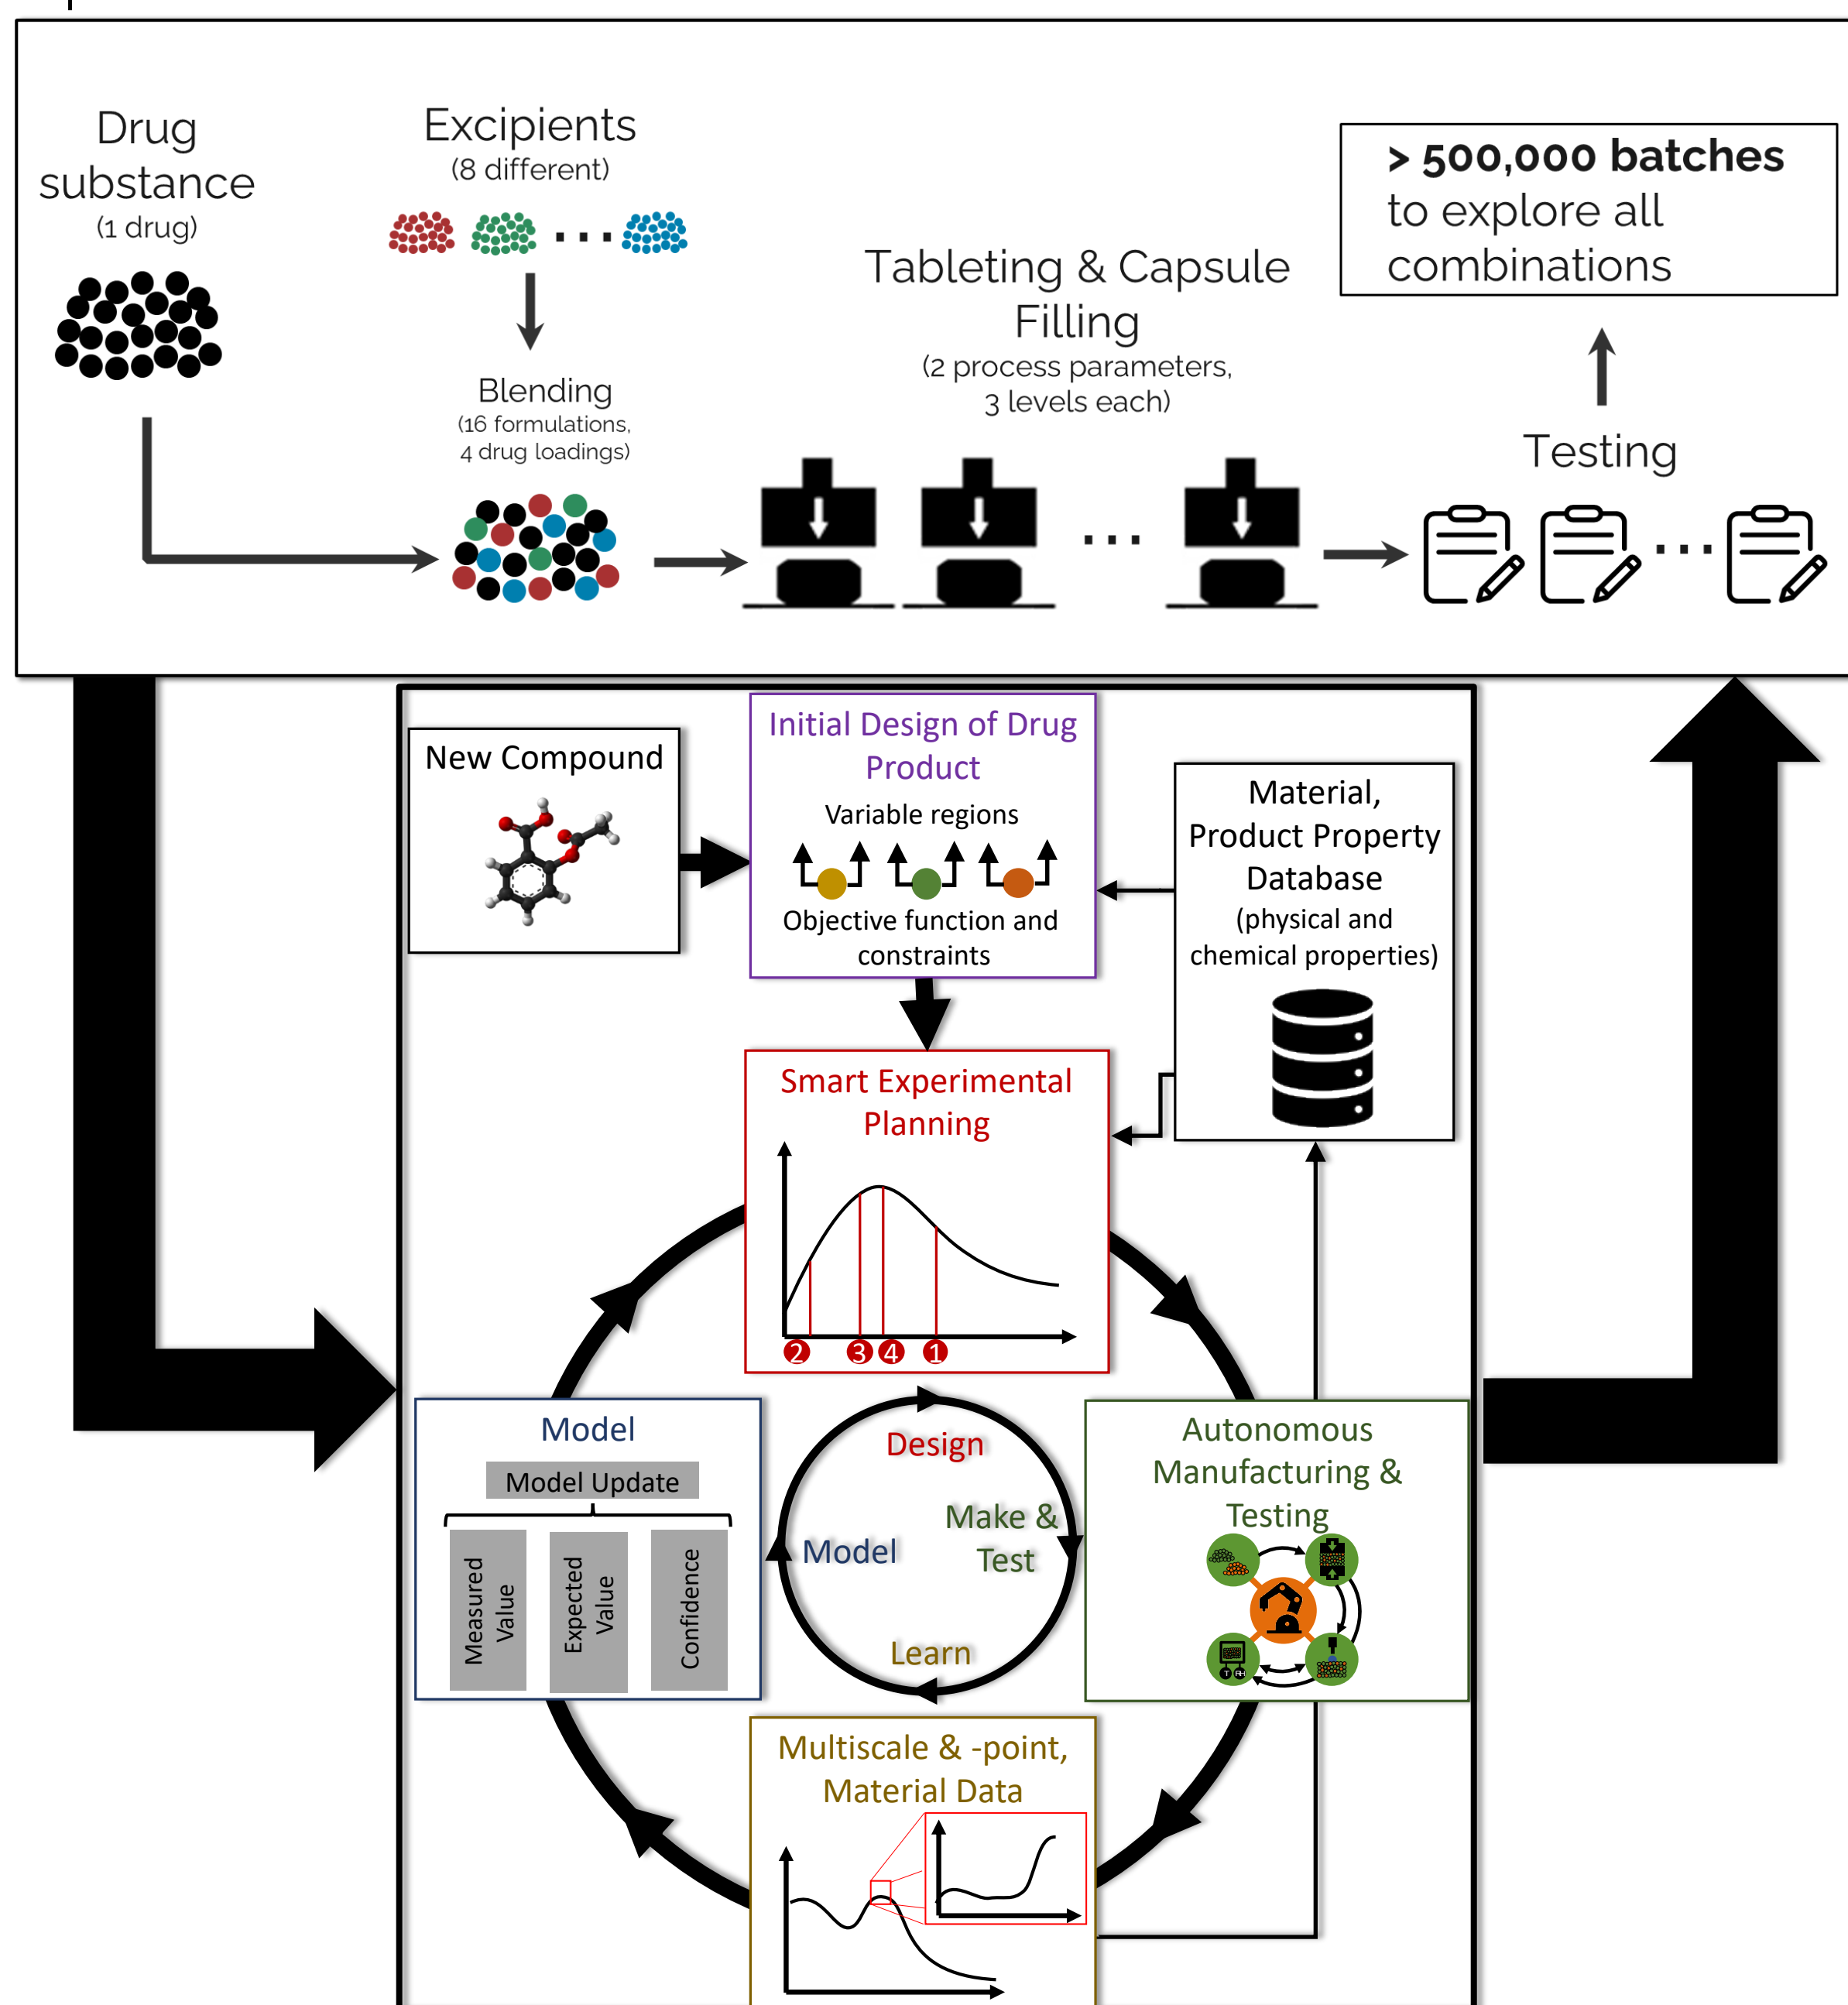 Drug
substance
(1 drug)
Excipients
(8 different)
Blending
(16 formulations,
4 drug loadings)
Tableting & Capsule
Filling
(2 process parameters,
3 levels each)
Testing
> 500,000 batches
to explore all
combinations
New Compound
Initial Design of Drug
Product
Variable regions
Objective function and
constraints
Material,
Product Property
Database
(physical and
chemical properties)
Smart Experimental
Planning
2 3 4 1
Model
Model Update
Measured
Value
Expected
Value
Confidence
Design
Make &
Test
Model
Learn
Autonomous
Manufacturing &
Testing
T RH
Multiscale & -point,
Material Data